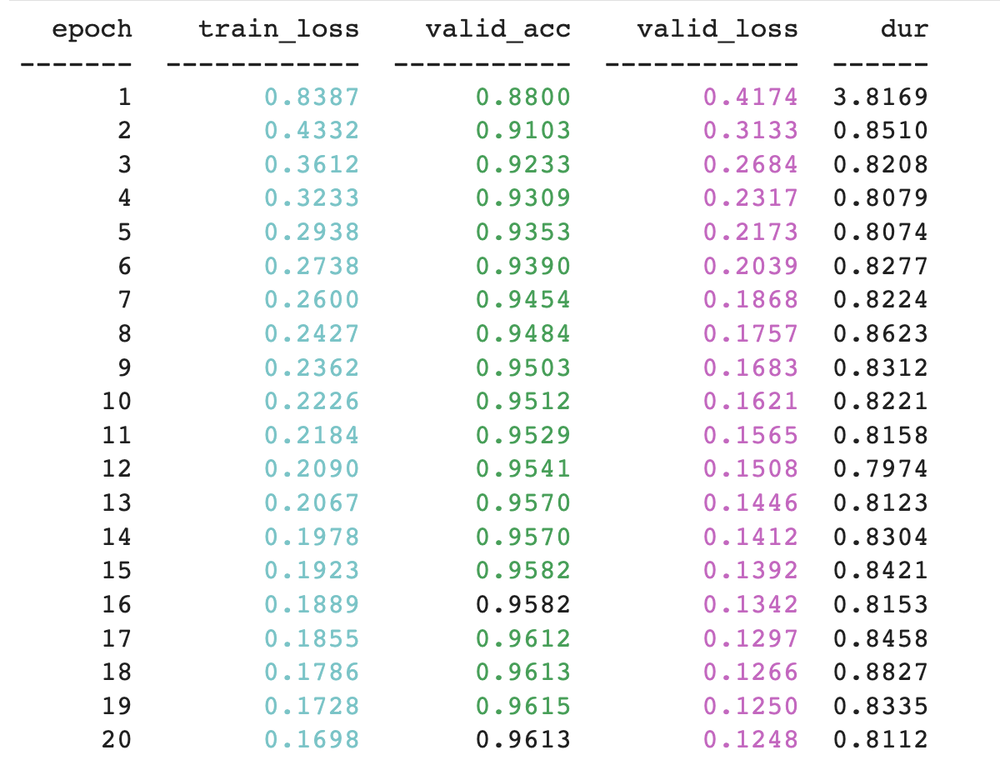 epoch train_loss valid_acc valid_loss dur
------- ------------ ----------- ------------ ------
1 0.8387 0.8800 0.4174 3.8169
2 0.4332 0.9103 0.3133 0.8510
3 0.3612 0.9233 0.2684 0.8208
4 0.3233 0.9309 0.2317 0.8079
5 0.2938 0.9353 0.2173 0.8074
6 0.2738 0.9390 0.2039 0.8277
7 0.2600 0.9454 0.1868 0.8224
8 0.2427 0.9484 0.1757 0.8623
9 0.2362 0.9503 0.1683 0.8312
10 0.2226 0.9512 0.1621 0.8221
11 0.2184 0.9529 0.1565 0.8158
12 0.2090 0.9541 0.1508 0.7974
13 0.2067 0.9570 0.1446 0.8123
14 0.1978 0.9570 0.1412 0.8304
15 0.1923 0.9582 0.1392 0.8421
16 0.1889 0.9582 0.1342 0.8153
17 0.1855 0.9612 0.1297 0.8458
18 0.1786 0.9613 0.1266 0.8827
19 0.1728 0.9615 0.1250 0.8335
20 0.1698 0.9613 0.1248 0.8112